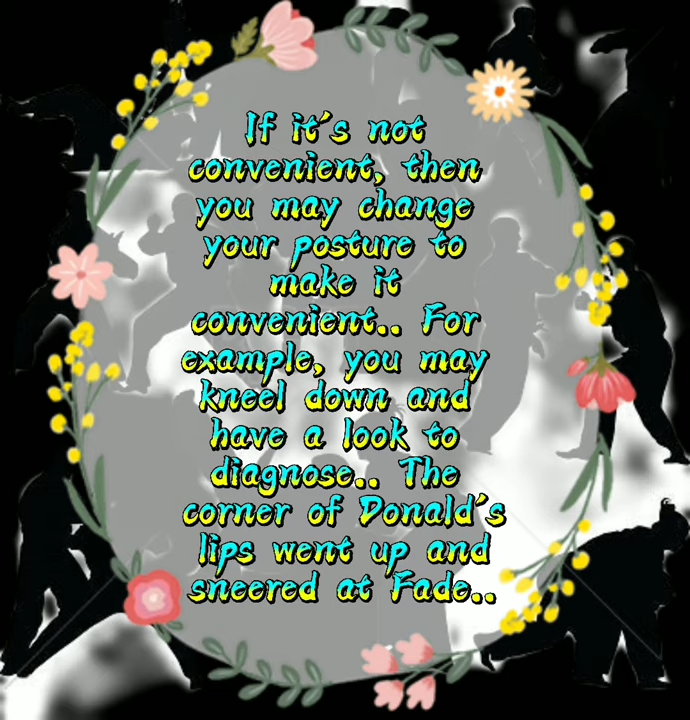 If it's not
convenient, then
you may change
your posture to
make it
convenient.. For
example, you may
kneel down and
have a look to
diagnose.. The
corner of Donald's
lips went up and
sneered at Fade..